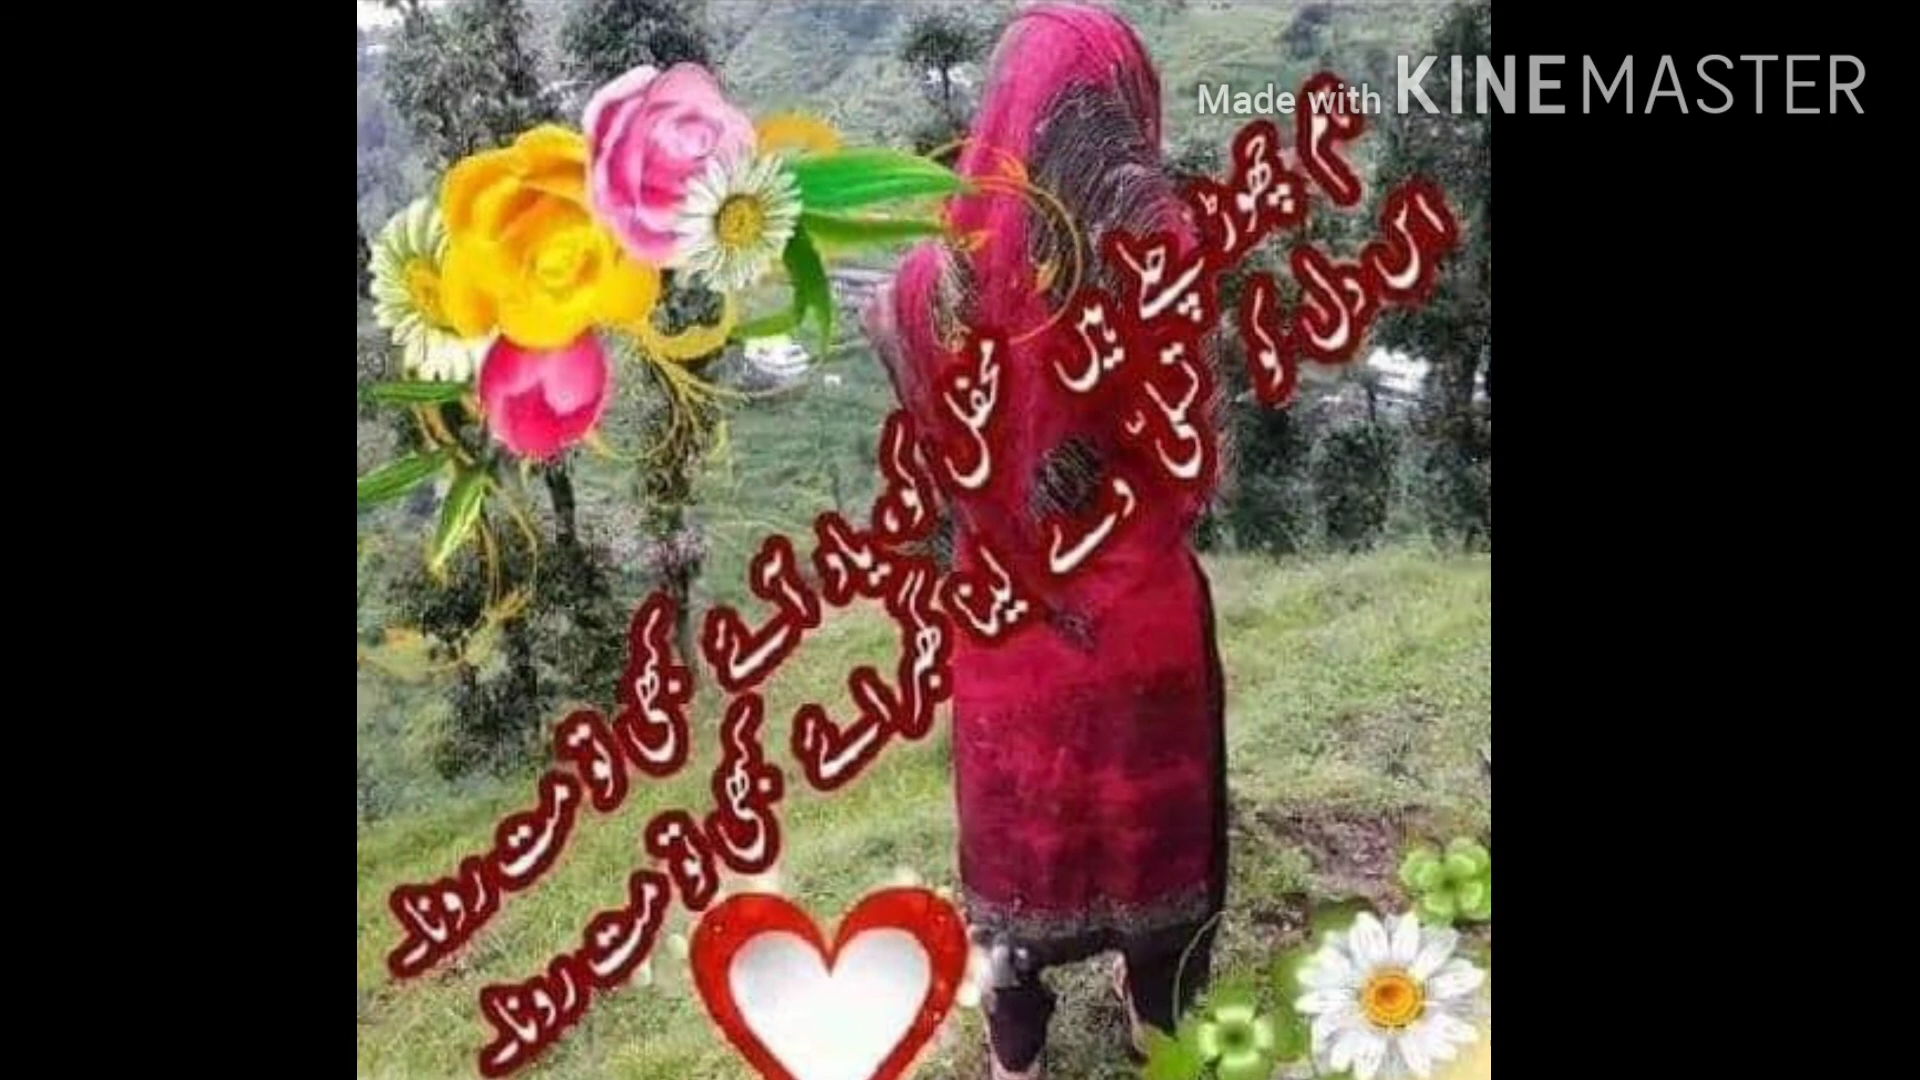 Made with KINEMASTER
ہم چھوڑ چلے ہیں محفل کو یاد آئے کبھی تو مت رونا۔
اس دل کو تسلی دے لینا گھبرائے کبھی تو مت رونا۔